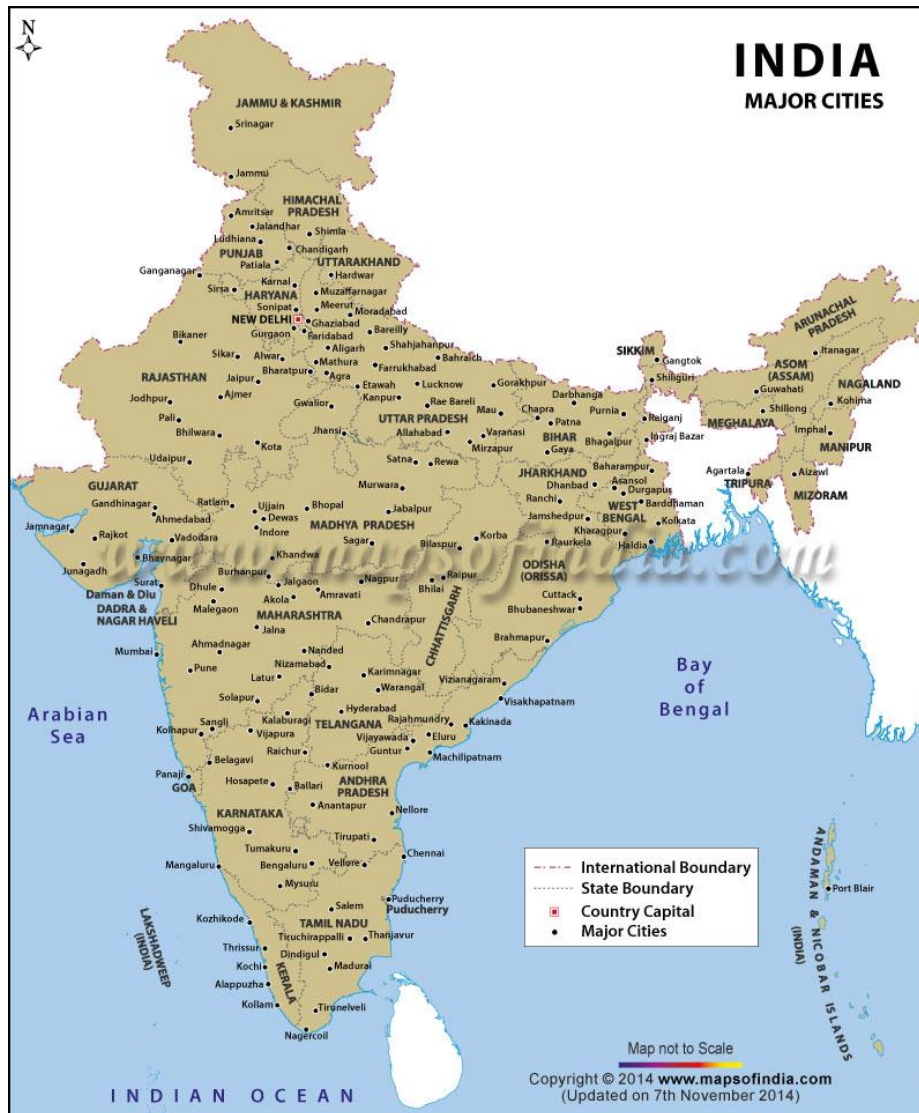 N
INDIA
MAJOR CITIES
JAMMU & KASHMIR
Srinagar
Jammu
HIMACHAL
PRADESH
Amritsar
Jalandhar
Ludhiana
Shimla
Chandigarh
PUNJAB
Patiala
UTTARAKHAND
Hardwar
Ganganagar
Karnal
Sirsa
HARYANA
Muzaffarnagar
Sonipat
Meerut
Moradabad
NEW DELHI
Ghaziabad
Gurgaon
Faridabad
Bareilly
Bikaner
Aligarh
Shahjahanpur
Sikar
Alwar
Mathura
Bahraich
Bharatpur
Agra
Farrukhabad
RAJASTHAN
Jaipur
Etawah
Lucknow
Gorakhpur
Jodhpur
Ajmer
Gwalior
Kanpur
Rae Bareli
Darbhanga
Mau
Chapra
Purnia
Raiganj
Pali
UTTAR PRADESH
Patna
Bhilwara
Jhansi
Allahabad
Varanasi
BIHAR
Bhagalpur
Ingraj Bazar
Kota
Mirzapur
Gaya
Udaipur
Satna
Rewa
JHARKHAND
Baharampur
SIKKIM
Gangtok
Shiliguri
ARUNACHAL
PRADESH
Itanagar
ASOM
(ASSAM)
Guwahati
NAGALAND
Kohima
Shillong
MEGHALAYA
Imphal
MANIPUR
Agartala
Aizawl
TRIPURA
MIZORAM
GUJARAT
Murwara
Dhanbad
Asansol
Durgapur
Gandhinagar
Ratlam
Ujjain
Bhopal
Ranchi
WEST
BENGAL
Barddhaman
Ahmedabad
Dewas
MADHYA PRADESH
Jabalpur
Jamshedpur
Kolkata
Jamnagar
Indore
Kharagpur
Rajkot
Vadodara
Sagar
Bilaspur
Korba
Raurkela
Haldia
www.mapsofindia.com
Bhavnagar
Khandwa
Junagadh
Burhanpur
ODISHA
(ORISSA)
Surat
Dhule
Jalgaon
Nagpur
Raipur
Bhilai
Daman & Diu
Akola
Amravati
Cuttack
DADRA &
NAGAR HAVELI
Malegaon
MAHARASHTRA
Bhubaneshwar
Jalna
Chandrapur
CHHATTISGARH
Ahmadnagar
Brahmapur
Mumbai
Nanded
Pune
Nizamabad
Karimnagar
Latur
Vizianagaram
Bidar
Warangal
Solapur
Visakhapatnam
Hyderabad
Kalaburagi
TELANGANA
Rajahmundry
Kakinada
Sangli
Kolhapur
Vijapura
Vijayawada
Eluru
Raichur
Guntur
Machilipatnam
Belagavi
Kurnool
Panaji
GOA
Hosapete
Ballari
ANDHRA
PRADESH
Anantapur
Nellore
KARNATAKA
Shivamogga
Tirupati
Tumakuru
Chennai
Mangaluru
Bengaluru
Vellore
Mysuru
Puducherry
Puducherry
Salem
Kozhikode
TAMIL NADU
Tiruchirappalli
Thanjavur
Thrissur
Dindigul
Kochi
KERALA
Madurai
Alappuzha
Kollam
Tirunelveli
Nagercoil
Arabian
Sea
Bay
of
Bengal
LAKSHADWEEP
(INDIA)
ANDAMAN & NICOBAR ISLANDS
(INDIA)
Port Blair
INDIAN OCEAN
International Boundary
State Boundary
Country Capital
Major Cities
Map not to Scale
Copyright © 2014 www.mapsofindia.com
(Updated on 7th November 2014)